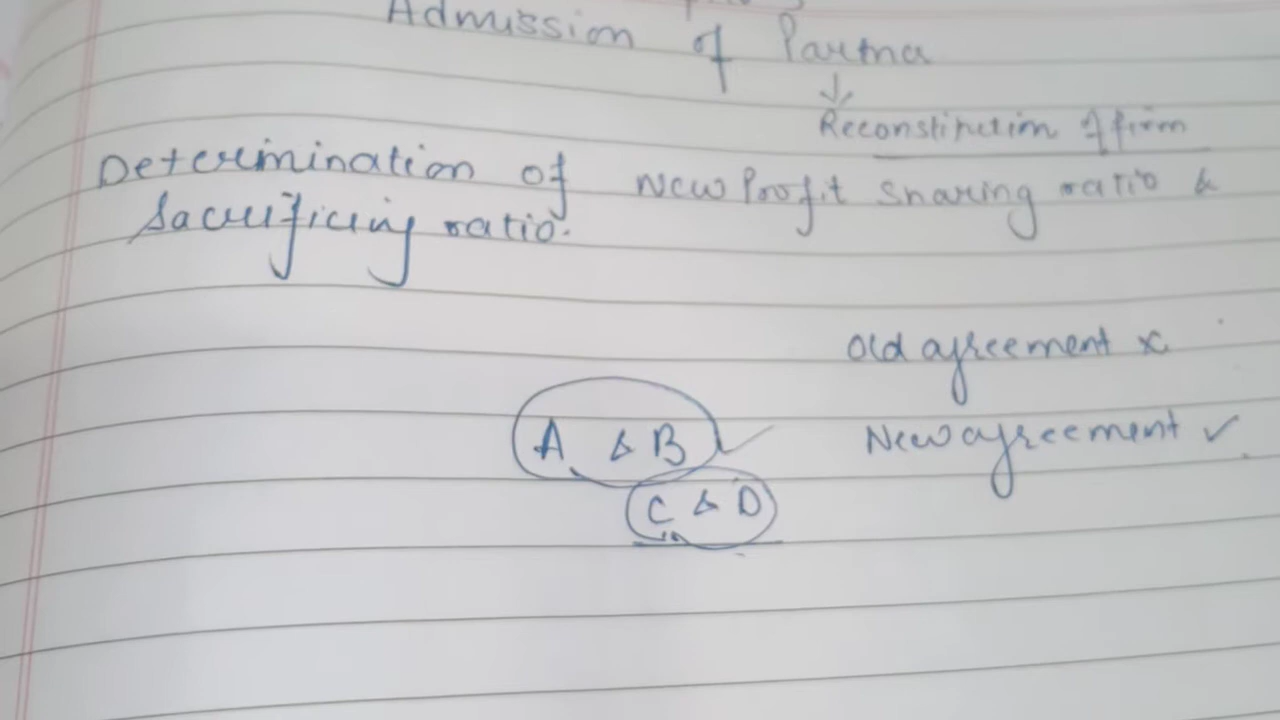 Admission of Partner
↓
Reconstitution of firm
Determination of New Profit Sharing ratio &
Sacrificing ratio.
Old agreement ×
A & B ✓
New agreement ✓
C & D